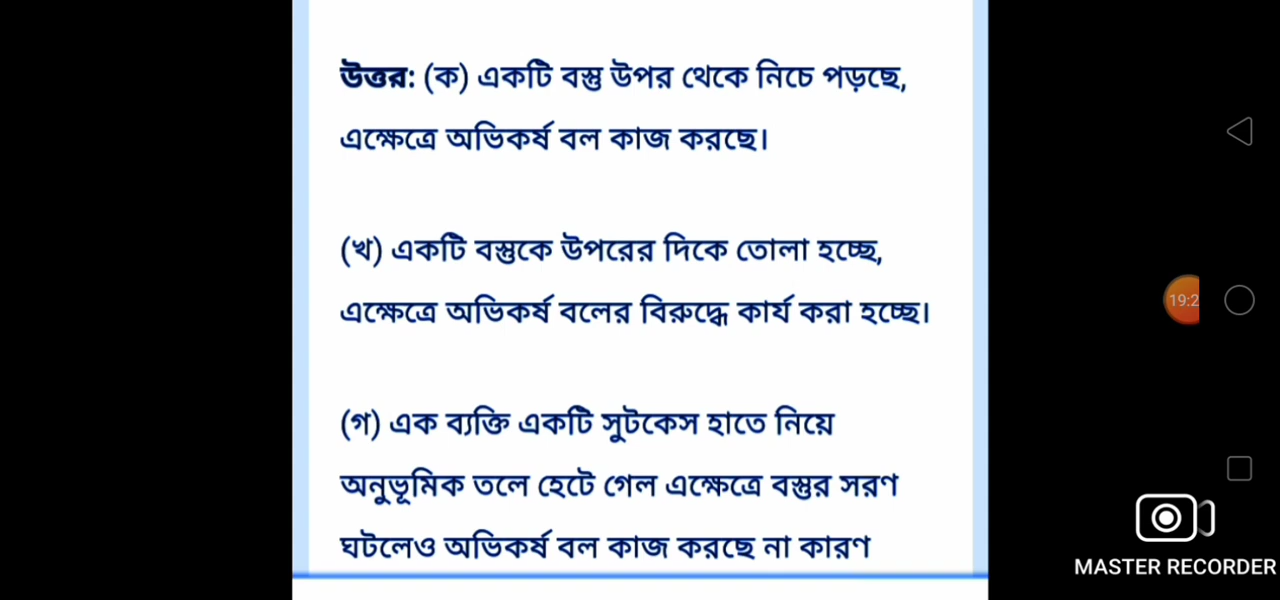 উত্তর: (ক) একটি বস্তু উপর থেকে নিচে পড়ছে,
এক্ষেত্রে অভিকর্ষ বল কাজ করছে।
(খ) একটি বস্তুকে উপরের দিকে তোলা হচ্ছে,
এক্ষেত্রে অভিকর্ষ বলের বিরুদ্ধে কার্য করা হচ্ছে।
(গ) এক ব্যক্তি একটি সুটকেস হাতে নিয়ে
অনুভূমিক তলে হেটে গেল এক্ষেত্রে বস্তুর সরণ
ঘটলেও অভিকর্ষ বল কাজ করছে না কারণ
19:2
MASTER RECORDER